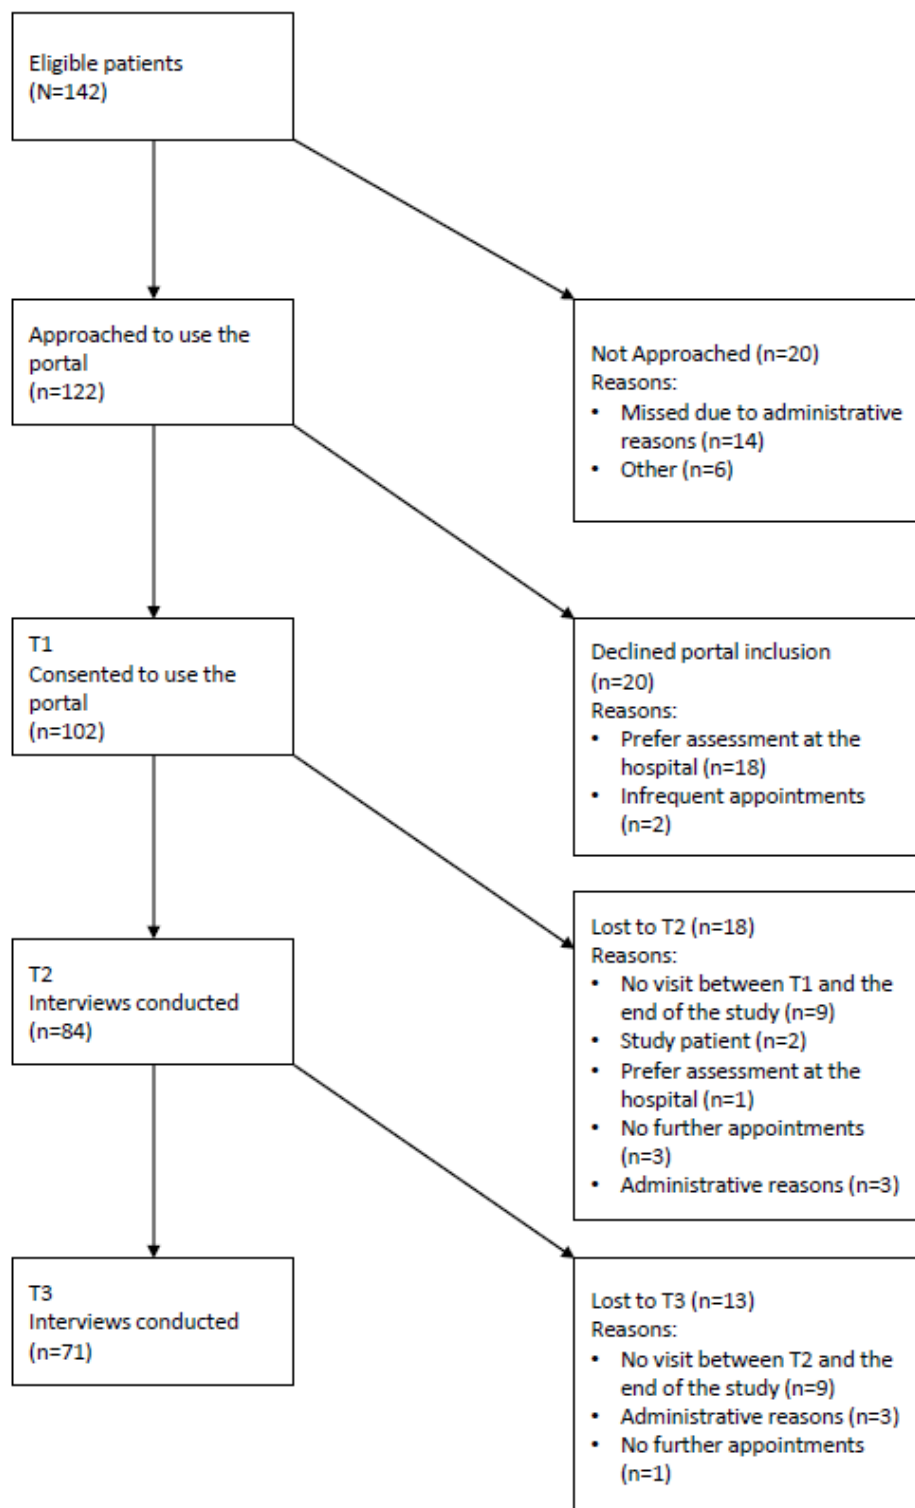 Eligible patients
(N=142)
Approached to use the
portal
(n=122)
Not Approached (n=20)
Reasons:
• Missed due to administrative
reasons (n=14)
• Other (n=6)
T1
Consented to use the
portal
(n=102)
Declined portal inclusion
(n=20)
Reasons:
• Prefer assessment at the
hospital (n=18)
• Infrequent appointments
(n=2)
Lost to T2 (n=18)
Reasons:
• No visit between T1 and the
end of the study (n=9)
• Study patient (n=2)
• Prefer assessment at the
hospital (n=1)
• No further appointments
(n=3)
• Administrative reasons (n=3)
T2
Interviews conducted
(n=84)
T3
Interviews conducted
(n=71)
Lost to T3 (n=13)
Reasons:
• No visit between T2 and the
end of the study (n=9)
• Administrative reasons (n=3)
• No further appointments
(n=1)